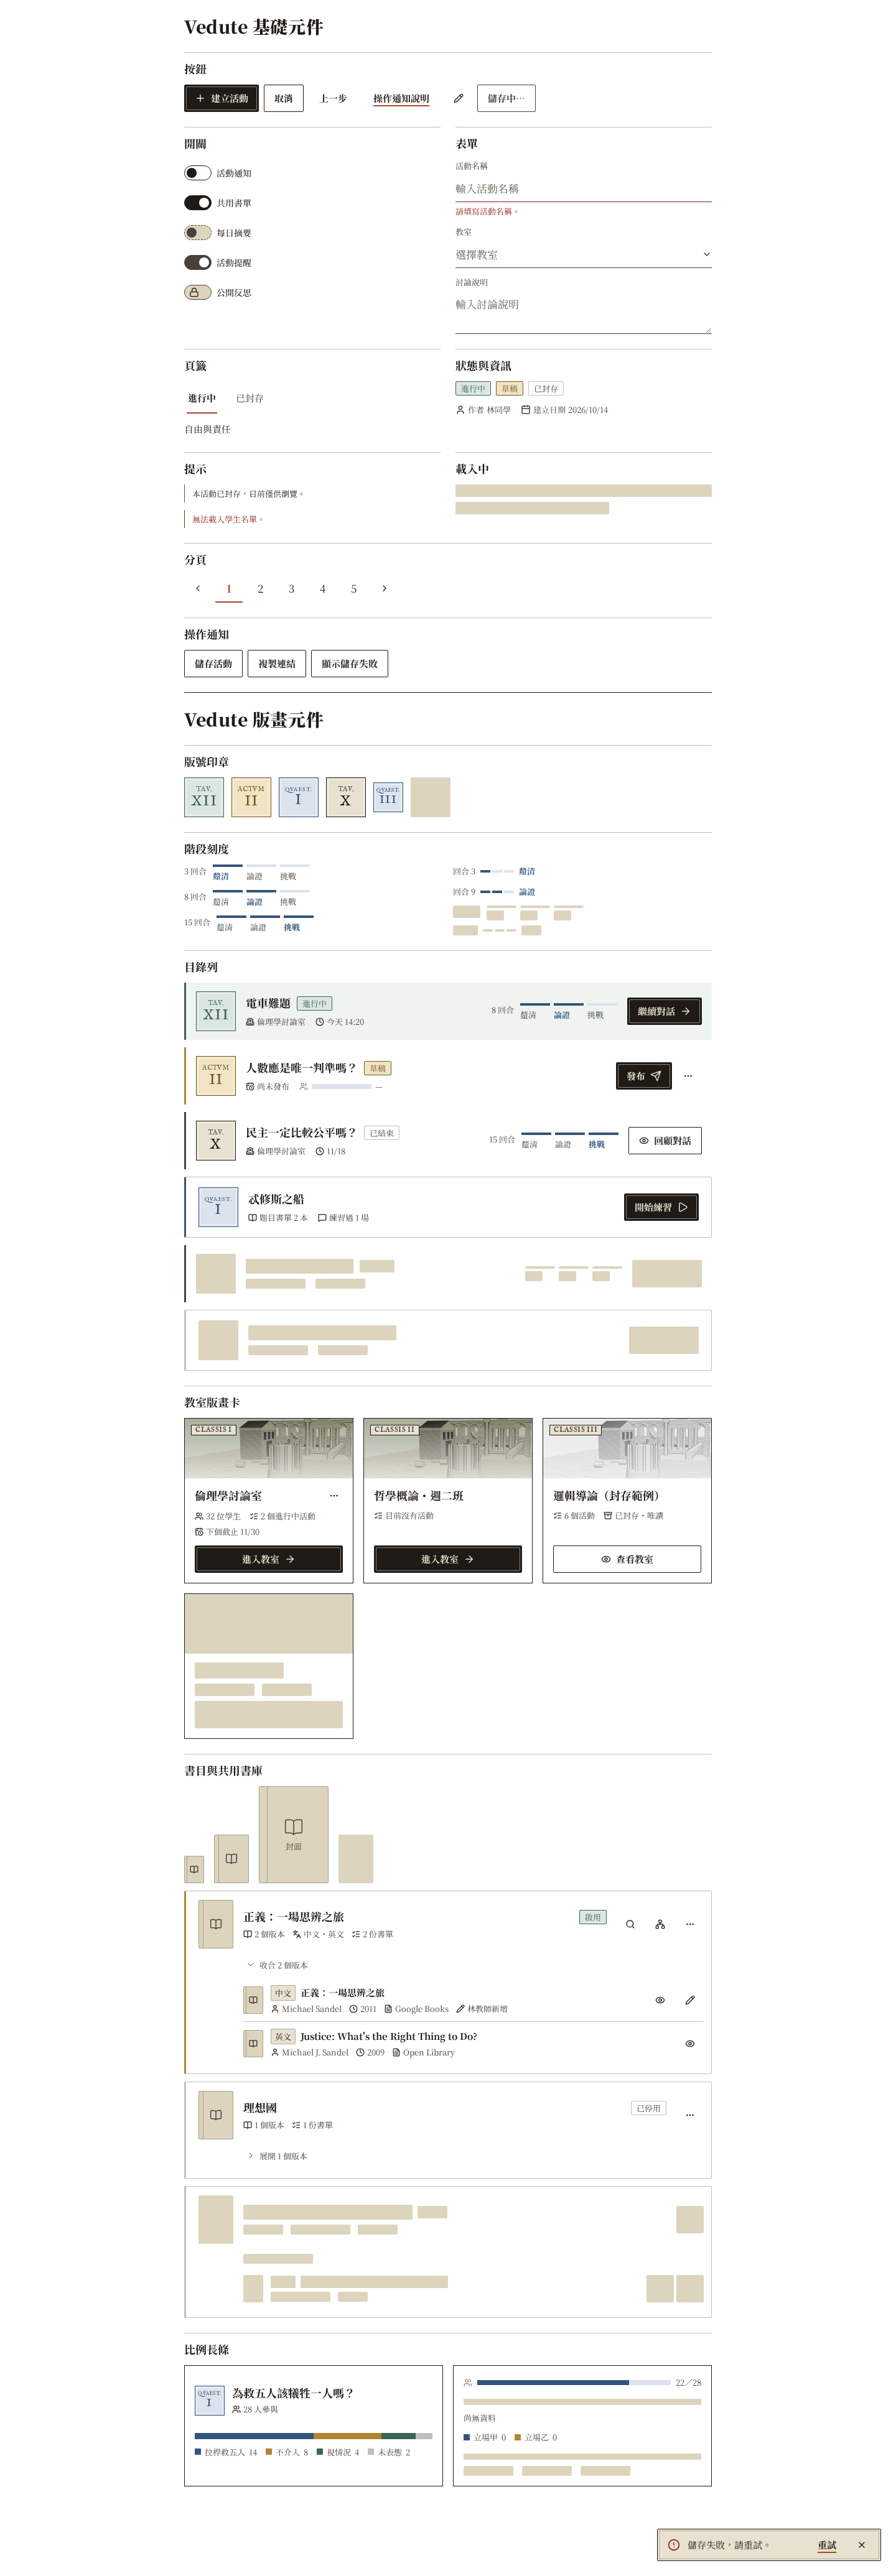 Vedute 基礎元件
按鈕
建立活動 取消 上一步 操作通知說明 儲存中…
開關
活動通知
共用書單
每日摘要
活動提醒
公開反思
表單
活動名稱
輸入活動名稱
請填寫活動名稱。
教室
選擇教室
討論說明
輸入討論說明
頁籤
進行中 已封存
自由與責任
狀態與資訊
進行中 草稿 已封存
作者 林同學 建立日期 2026/10/14
提示
本活動已封存，目前僅供瀏覽。
無法載入學生名單。
載入中
分頁
1 2 3 4 5
操作通知
儲存活動 複製連結 顯示儲存失敗
Vedute 版畫元件
版號印章
TAV. ACTVM QVAEST. TAV. QVAEST.
XII II I X III
階段刻度
3 回合 釐清 論證 挑戰
8 回合 釐清 論證 挑戰
15 回合 釐清 論證 挑戰
回合 3 釐清
回合 9 論證
目錄列
TAV.
XII
電車難題 進行中
倫理學討論室 今天 14:20
8 回合 釐清 論證 挑戰
繼續對話
ACTVM
II
人數應是唯一判準嗎？ 草稿
尚未發布 —
發布
TAV.
X
民主一定比較公平嗎？ 已結束
倫理學討論室 11/18
15 回合 釐清 論證 挑戰
回顧對話
QVAEST.
I
忒修斯之船
題目書單 2 本 練習過 1 場
開始練習
教室版畫卡
CLASSIS I
倫理學討論室
32 位學生 2 個進行中活動
下個截止 11/30
進入教室
CLASSIS II
哲學概論・週二班
目前沒有活動
進入教室
CLASSIS III
邏輯導論（封存範例）
6 個活動 已封存・唯讀
查看教室
書目與共用書庫
封面
正義：一場思辨之旅 啟用
2 個版本 中文・英文 2 份書單
收合 2 個版本
中文 正義：一場思辨之旅
Michael Sandel 2011 Google Books 林教師新增
英文 Justice: What's the Right Thing to Do?
Michael J. Sandel 2009 Open Library
理想國 已停用
1 個版本 1 份書單
展開 1 個版本
比例長條
QVAEST.
I
為救五人該犧牲一人嗎？
28 人參與
拉桿救五人 14 不介入 8 視情況 4 未表態 2
22／28
尚無資料
立場甲 0 立場乙 0
儲存失敗，請重試。 重試